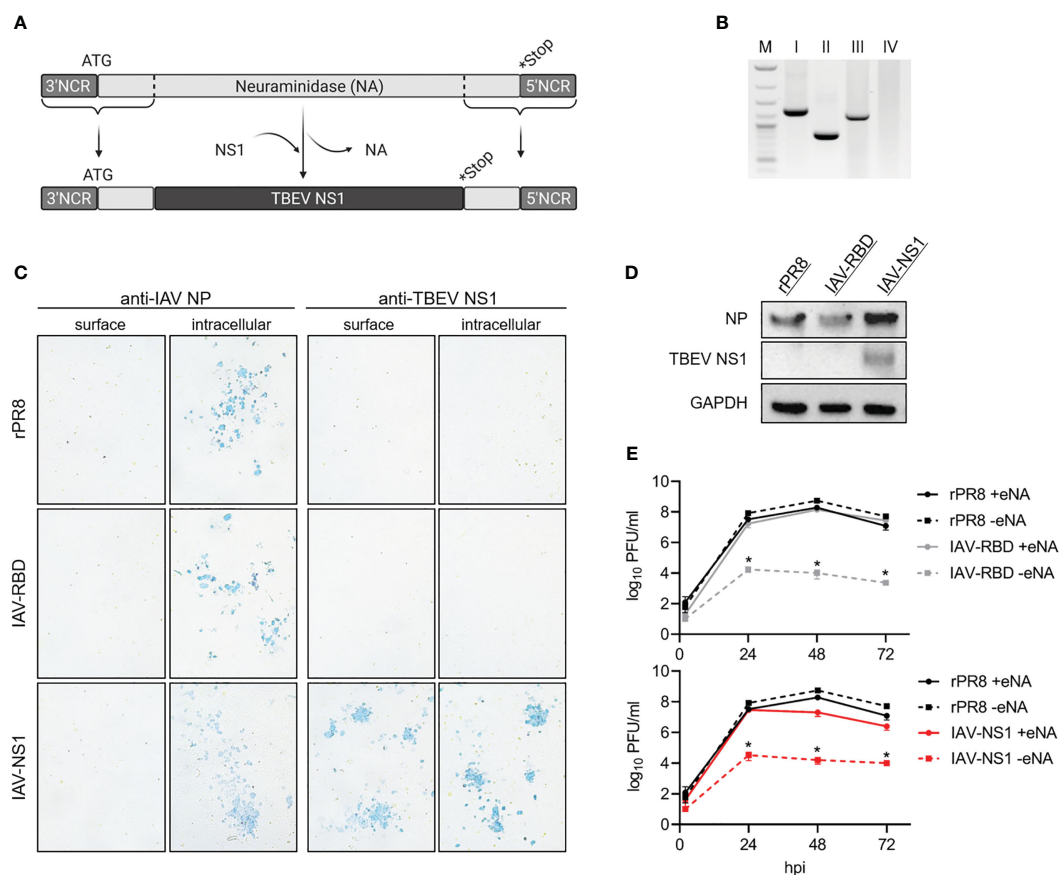 A
ATG
*Stop
3'NCR
Neuraminidase (NA)
5'NCR
NS1
NA
ATG
*Stop
3'NCR
TBEV NS1
5'NCR
B
M I II III IV
C
anti-IAV NP
anti-TBEV NS1
surface
intracellular
surface
intracellular
rPR8
IAV-RBD
IAV-NS1
D
rPR8
IAV-RBD
IAV-NS1
NP
TBEV NS1
GAPDH
E
log10 PFU/ml
10
8
6
4
2
0
* * *
0 24 48 72
rPR8 +eNA
rPR8 -eNA
IAV-RBD +eNA
IAV-RBD -eNA
log10 PFU/ml
10
8
6
4
2
0
* * *
0 24 48 72
hpi
rPR8 +eNA
rPR8 -eNA
IAV-NS1 +eNA
IAV-NS1 -eNA